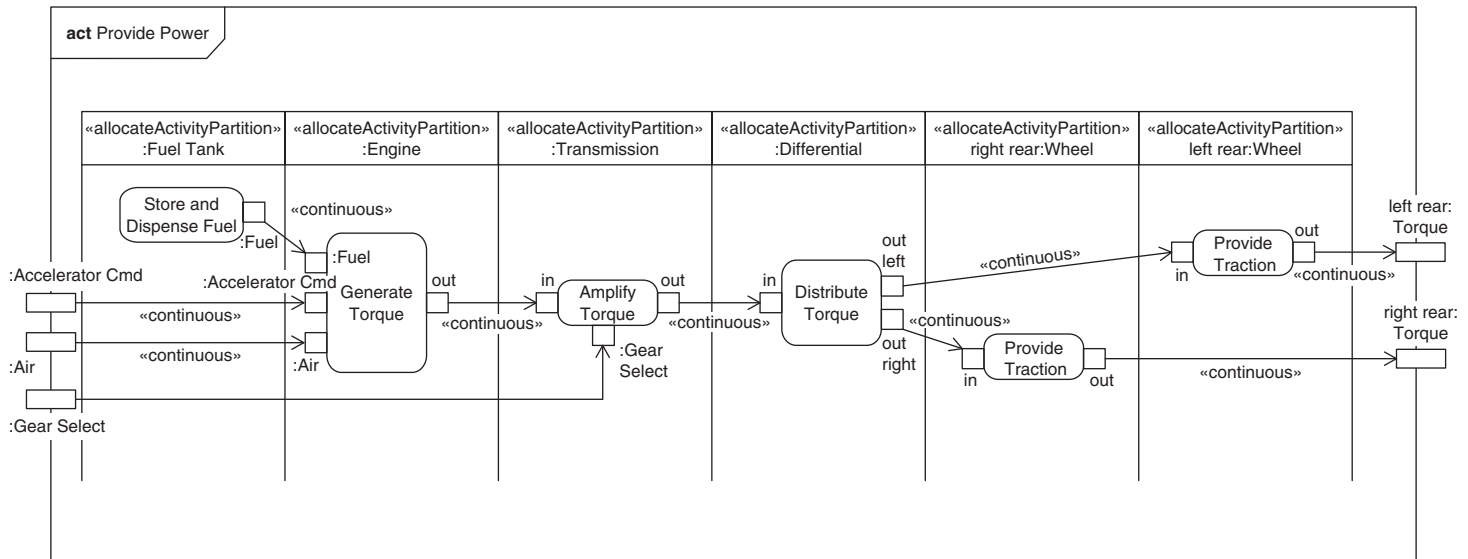 act Provide Power
«allocateActivityPartition»
:Fuel Tank
«allocateActivityPartition»
:Engine
«allocateActivityPartition»
:Transmission
«allocateActivityPartition»
:Differential
«allocateActivityPartition»
right rear:Wheel
«allocateActivityPartition»
left rear:Wheel
Store and
Dispense Fuel
«continuous»
:Fuel
:Fuel
:Accelerator Cmd
:Accelerator Cmd
«continuous»
Generate
Torque
out
«continuous»
:Air
«continuous»
:Air
:Gear Select
in
Amplify
Torque
out
«continuous»
:Gear
Select
in
Distribute
Torque
out
left
«continuous»
out
right
«continuous»
in
Provide
Traction
out
«continuous»
in
Provide
Traction
out
«continuous»
left rear:
Torque
right rear:
Torque